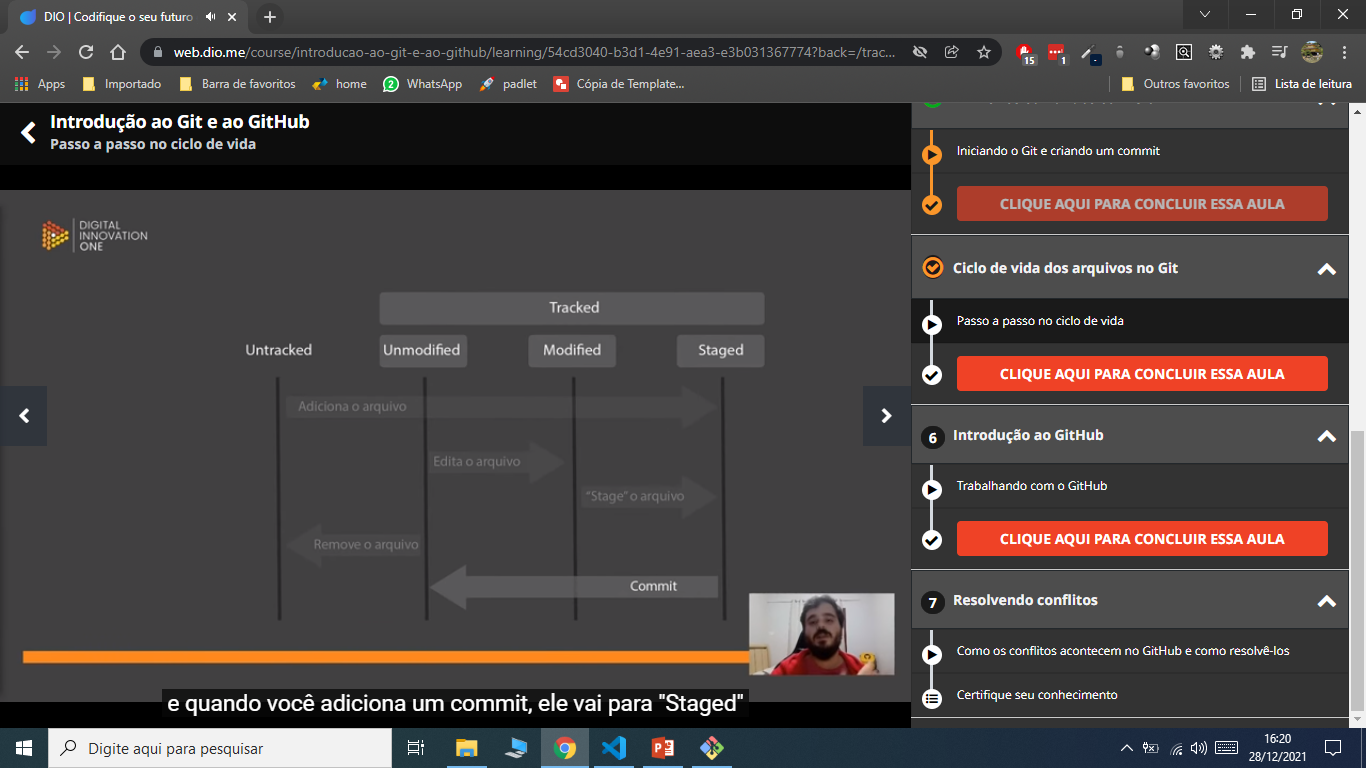 DIO | Codifique o seu futuro
web.dio.me/course/introducao-ao-git-e-ao-github/learning/54cd3040-b3d1-4e91-aea3-e3b031367774?back=/trac...
15
1
Apps
Importado
Barra de favoritos
home
2
WhatsApp
padlet
Cópia de Template...
Outros favoritos
Lista de leitura
Introdução ao Git e ao GitHub
Passo a passo no ciclo de vida
DIGITAL
INNOVATION
ONE
Tracked
Untracked
Unmodified
Modified
Staged
Adiciona o arquivo
Edita o arquivo
"Stage" o arquivo
Remove o arquivo
Commit
e quando você adiciona um commit, ele vai para "Staged"
Iniciando o Git e criando um commit
CLIQUE AQUI PARA CONCLUIR ESSA AULA
Ciclo de vida dos arquivos no Git
Passo a passo no ciclo de vida
CLIQUE AQUI PARA CONCLUIR ESSA AULA
6
Introdução ao GitHub
Trabalhando com o GitHub
CLIQUE AQUI PARA CONCLUIR ESSA AULA
7
Resolvendo conflitos
Como os conflitos acontecem no GitHub e como resolvê-los
Certifique seu conhecimento
Digite aqui para pesquisar
16:20
28/12/2021